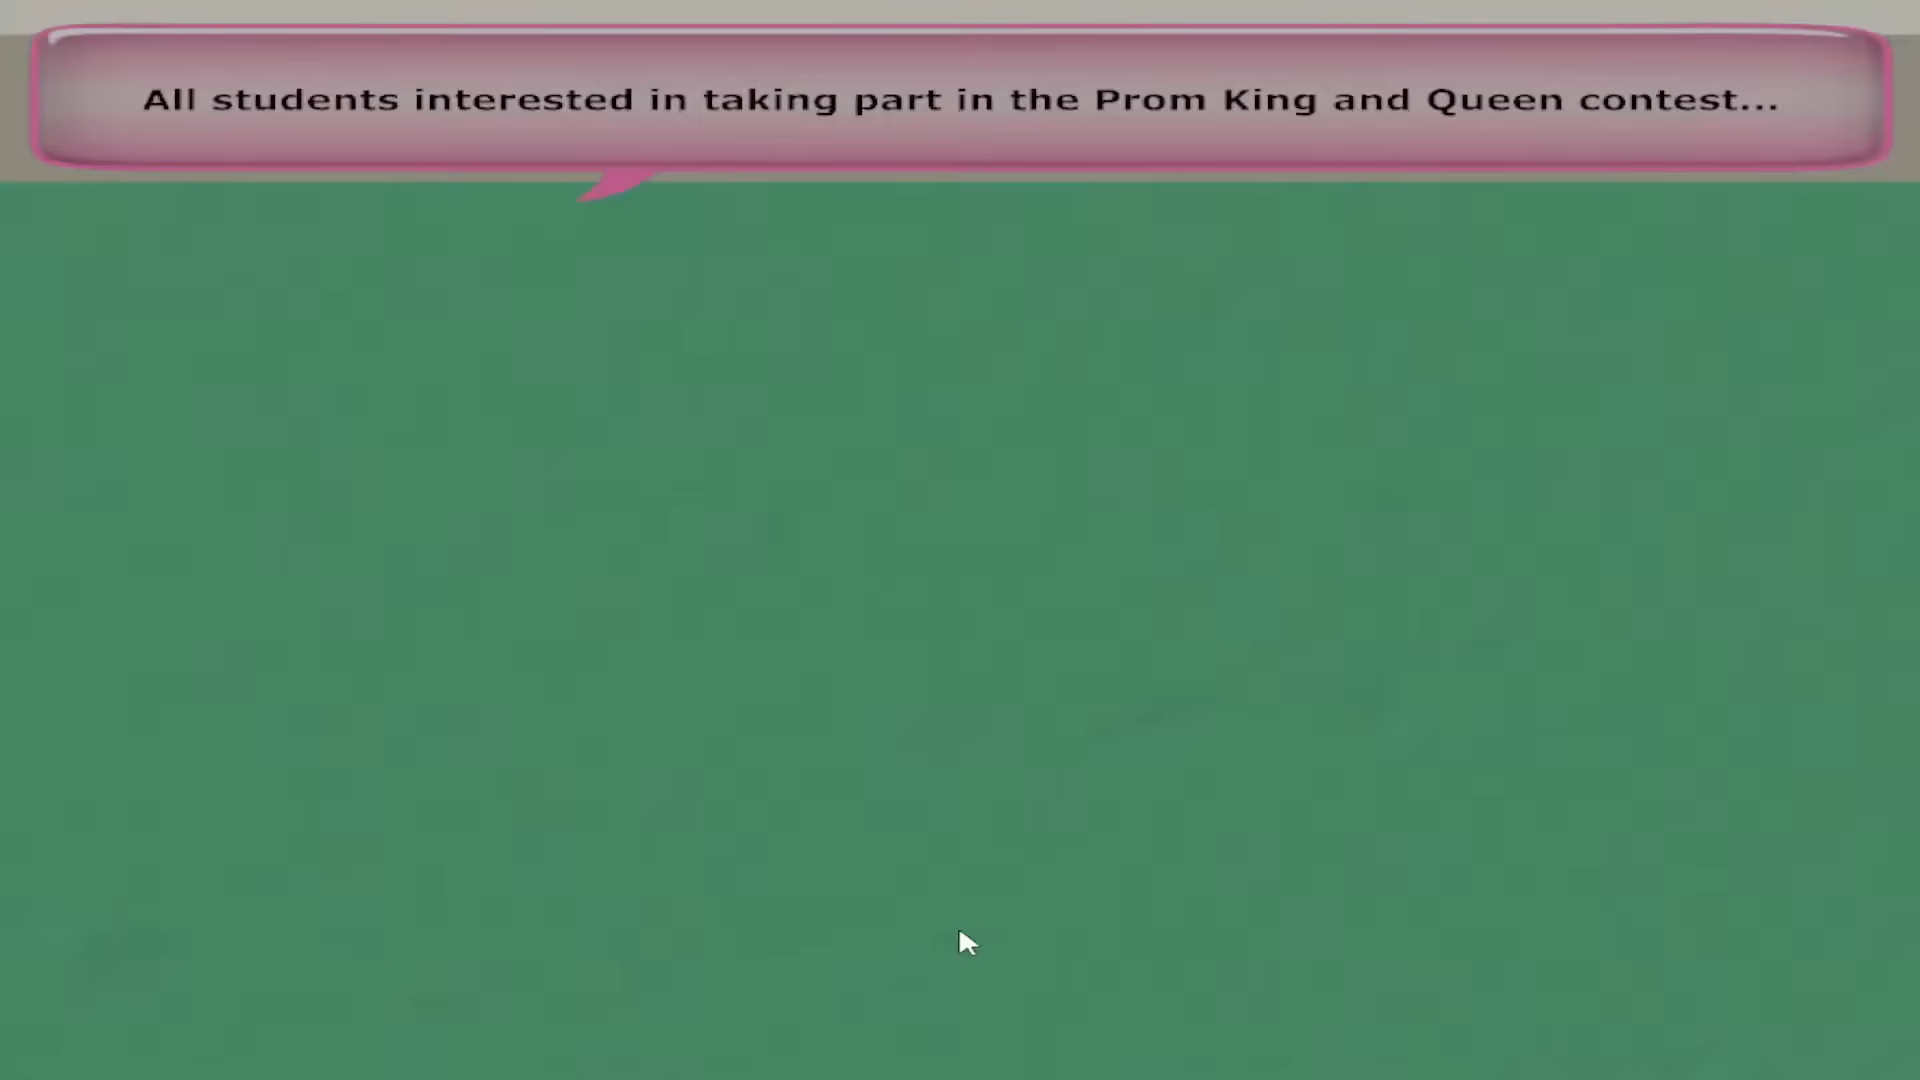 All students interested in taking part in the Prom King and Queen contest...